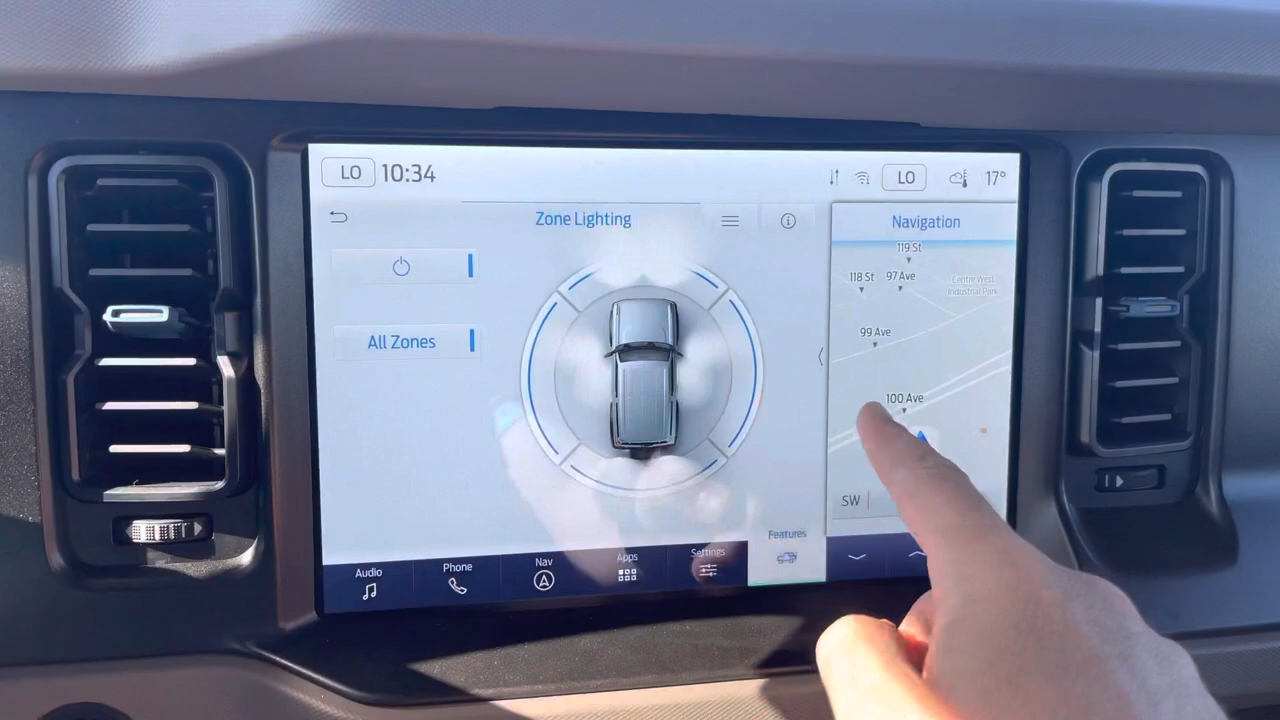 LO 10:34
LO 17°
Zone Lighting
Navigation
All Zones
119 St
118 St 97 Ave
Centre West
Industrial Park
99 Ave
100 Ave
SW
Audio
Phone
Nav
Apps
Settings
Features